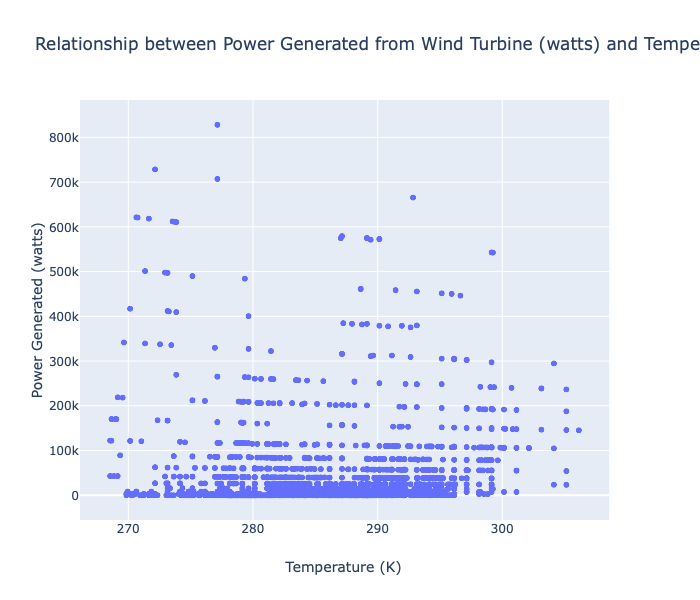 Relationship between Power Generated from Wind Turbine (watts) and Tempe
800k
700k
600k
500k
400k
300k
200k
100k
0
Power Generated (watts)
270 280 290 300
Temperature (K)